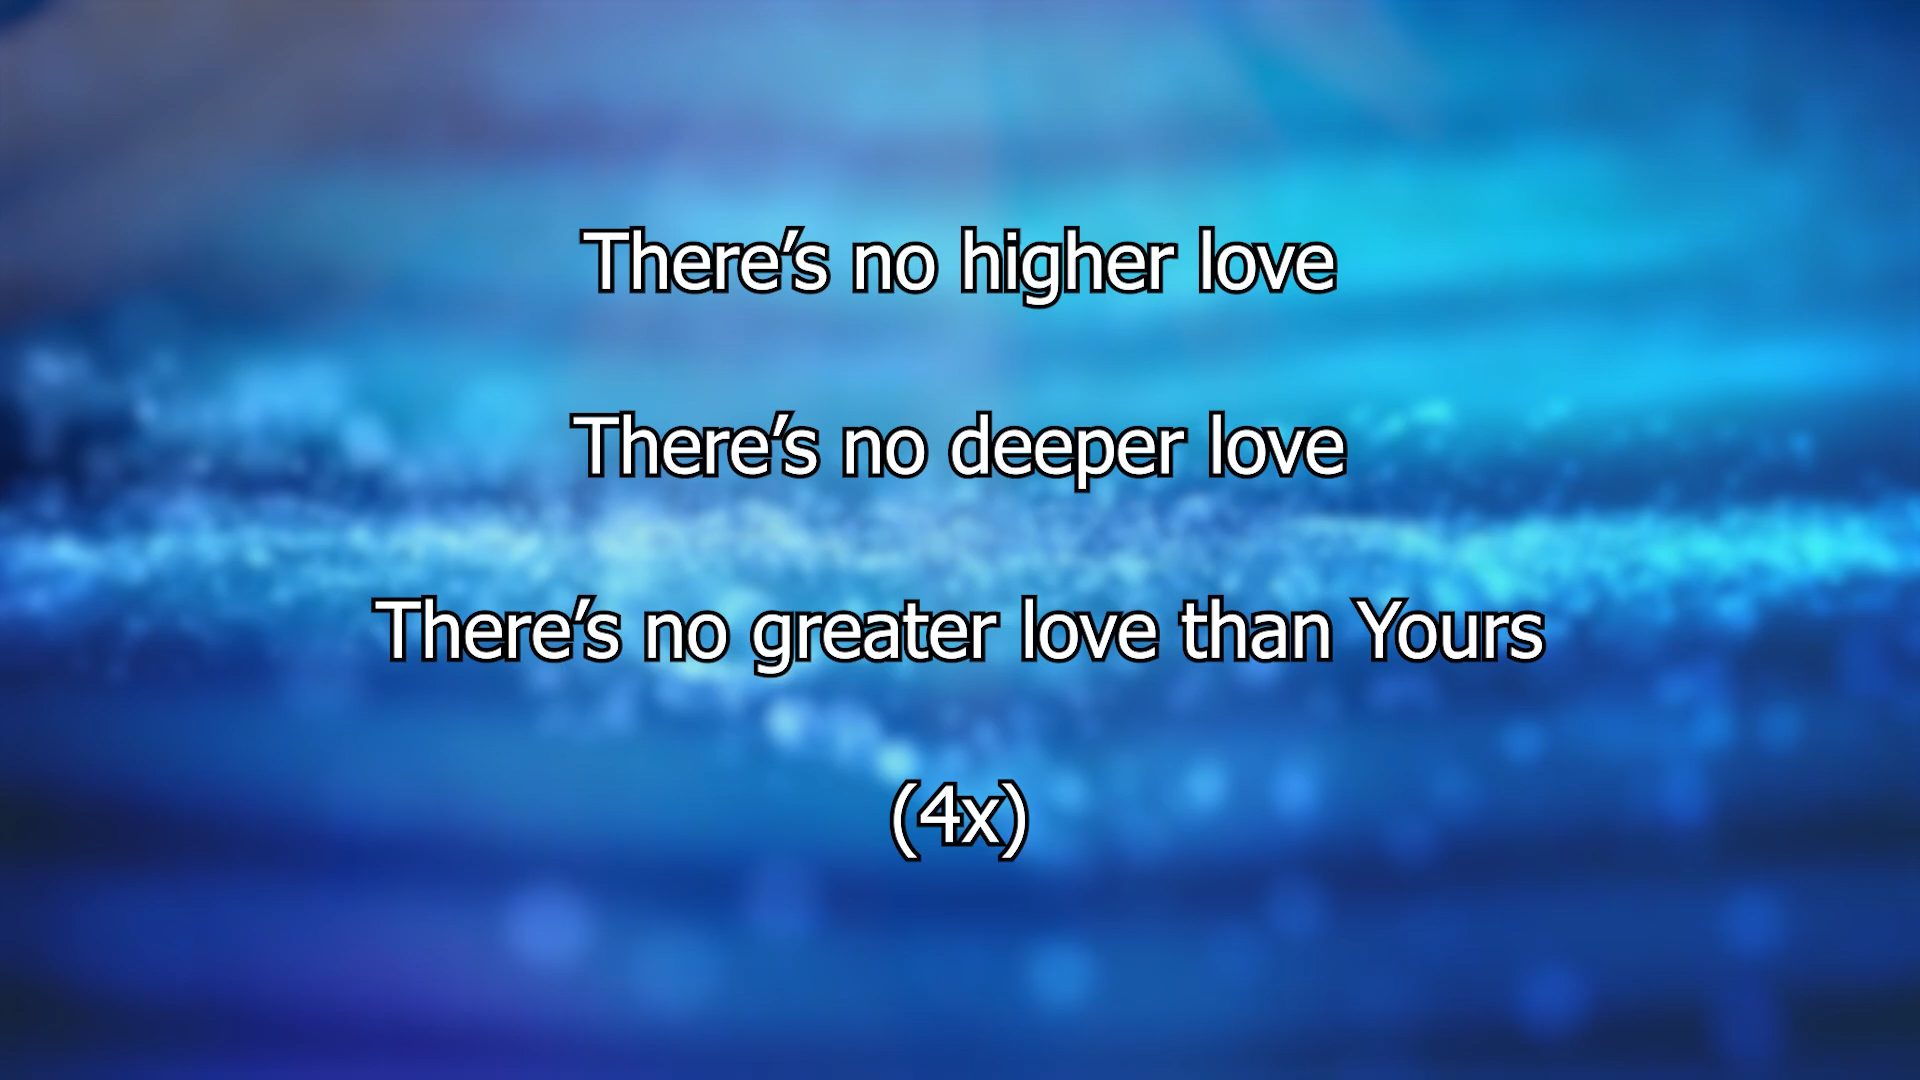 There’s no higher love
There’s no deeper love
There’s no greater love than Yours
(4x)